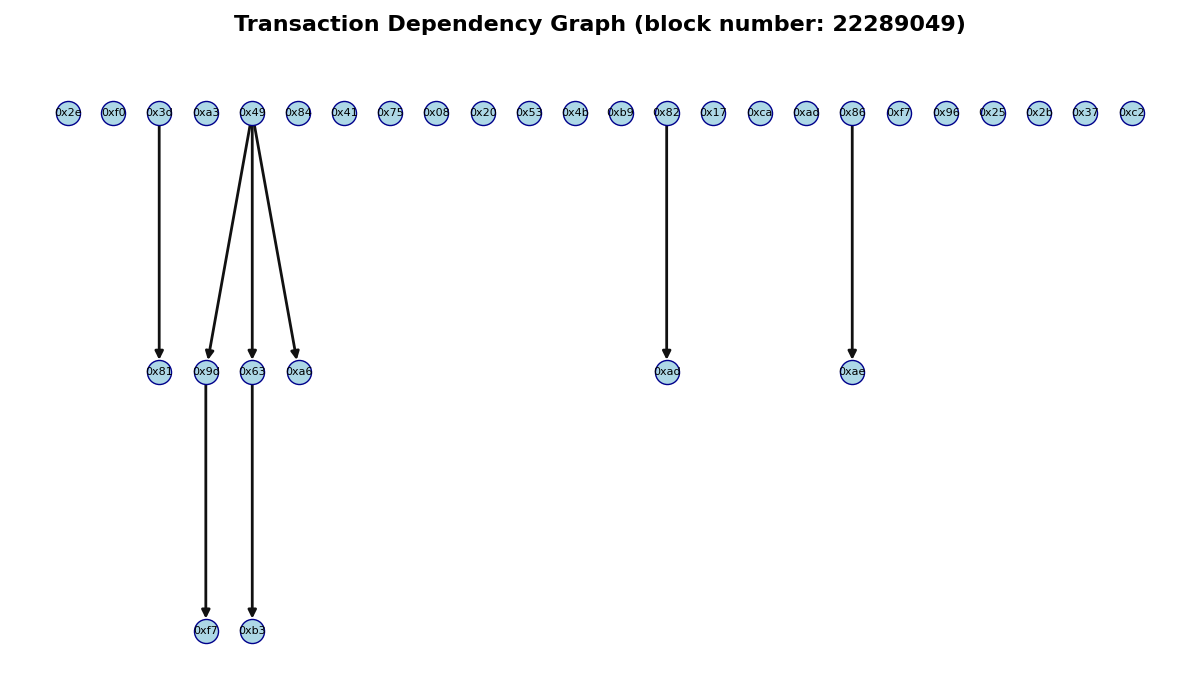 Transaction Dependency Graph (block number: 22289049)
0x2e 0xf0 0x3d 0xa3 0x49 0x84 0x41 0x75 0x08 0x20 0x53 0x4b 0xb9 0x82 0x17 0xca 0xad 0x86 0xf7 0x96 0x25 0x2b 0x37 0xc2
0x81 0x9d 0x63 0xa6 0xad 0xae
0xf7 0xb3